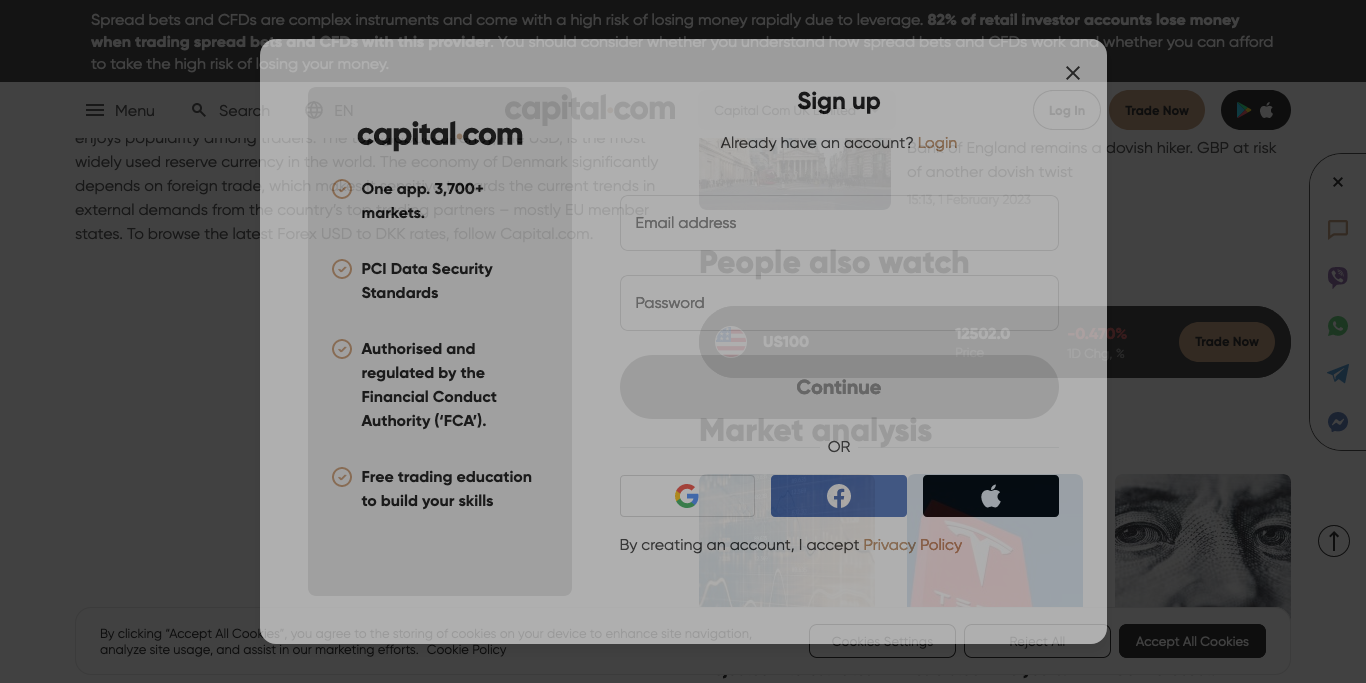 Spread bets and CFDs are complex instruments and come with a high risk of losing money rapidly due to leverage. 82% of retail investor accounts lose money
when trading spread bets and CFDs with this provider. You should consider whether you understand how spread bets and CFDs work and whether you can afford
to take the high risk of losing your money.
Menu
Search
EN
capital.com
Capital Com UK Limited
Log In
Trade Now
enjoys popularity among traders. The
USD, is the most
widely used reserve currency in the world. The economy of Denmark significantly
depends on foreign trade, which makes it sensitive towards the current trends in
external demands from the country's top trading partners – mostly EU member
states. To browse the latest Forex USD to DKK rates, follow Capital.com.
Bank of England remains a dovish hiker. GBP at risk
of another dovish twist
15:13, 1 February 2023
People also watch
US100
12502.0
Price
-0.470%
1D Chg, %
Trade Now
Market analysis
capital.com
One app. 3,700+
markets.
PCI Data Security
Standards
Authorised and
regulated by the
Financial Conduct
Authority (‘FCA’).
Free trading education
to build your skills
Sign up
Already have an account? Login
Email address
Password
Continue
OR
By creating an account, I accept Privacy Policy
By clicking “Accept All Cookies”, you agree to the storing of cookies on your device to enhance site navigation,
analyze site usage, and assist in our marketing efforts. Cookie Policy
Cookies Settings
Reject All
Accept All Cookies